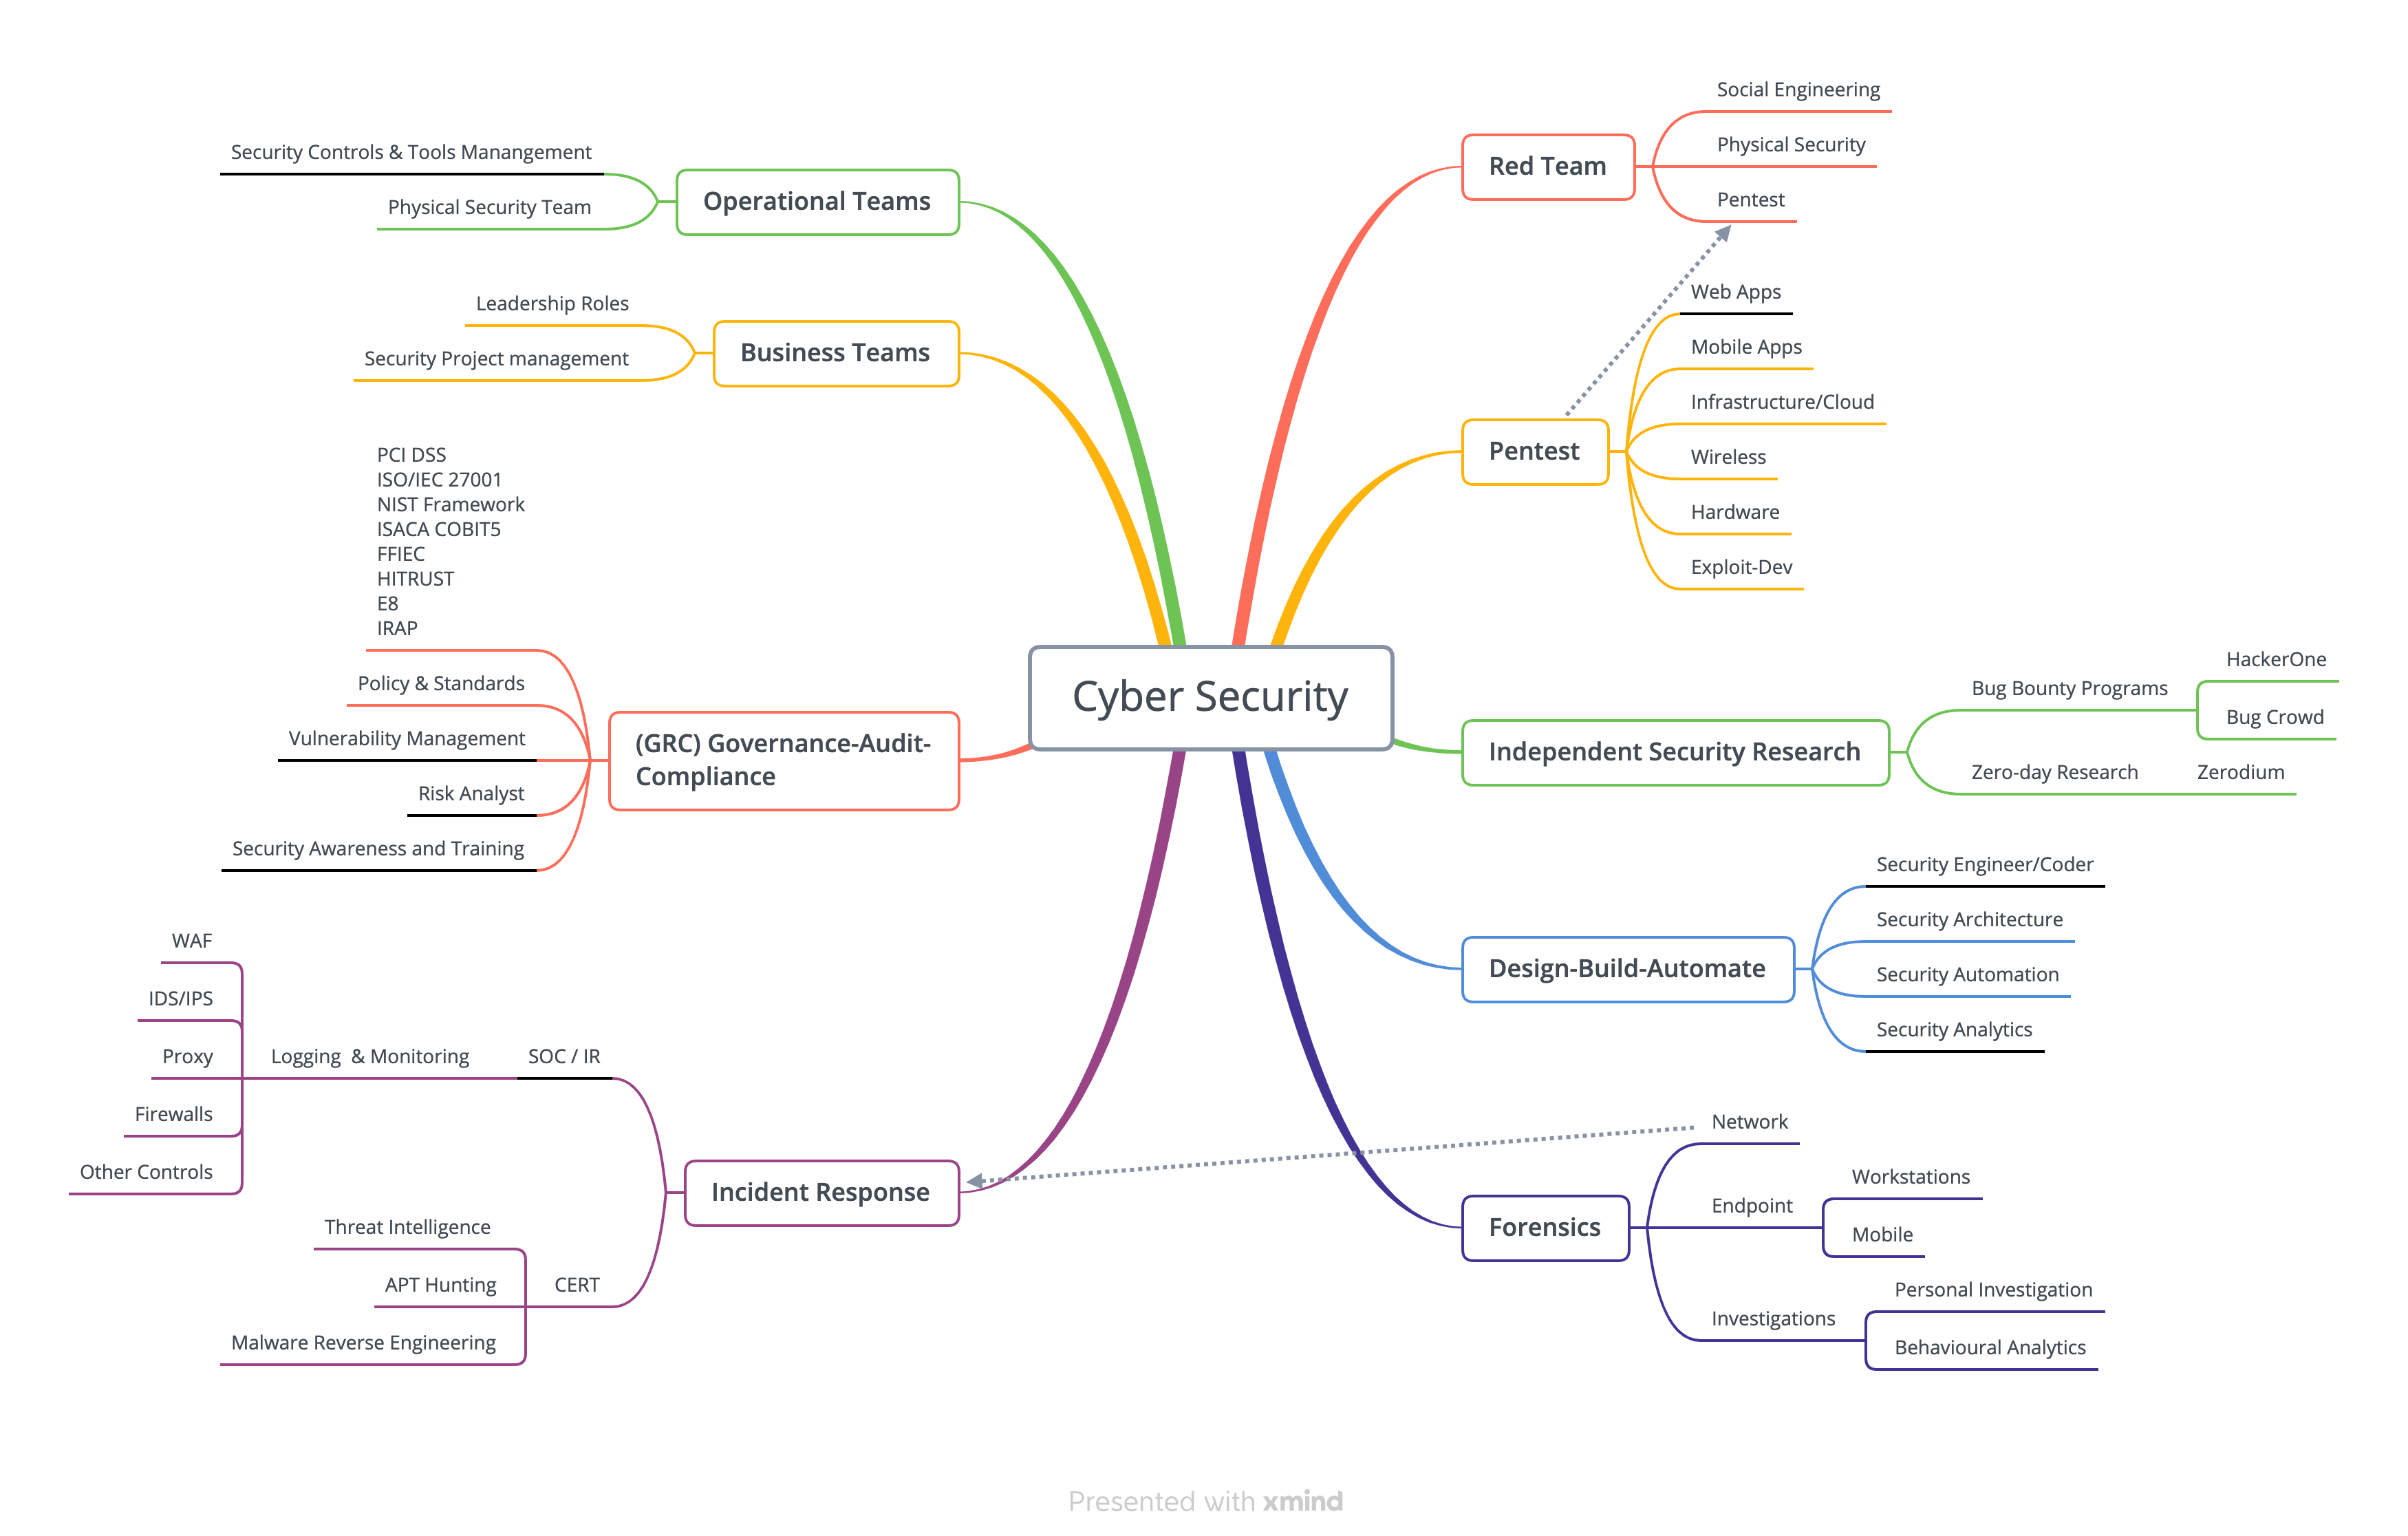 Cyber Security
Red Team
Social Engineering
Physical Security
Pentest
Pentest
Web Apps
Mobile Apps
Infrastructure/Cloud
Wireless
Hardware
Exploit-Dev
Independent Security Research
Bug Bounty Programs
HackerOne
Bug Crowd
Zero-day Research
Zerodium
Design-Build-Automate
Security Engineer/Coder
Security Architecture
Security Automation
Security Analytics
Forensics
Network
Endpoint
Workstations
Mobile
Investigations
Personal Investigation
Behavioural Analytics
Operational Teams
Security Controls & Tools Manangement
Physical Security Team
Business Teams
Leadership Roles
Security Project management
(GRC) Governance-Audit-
Compliance
PCI DSS
ISO/IEC 27001
NIST Framework
ISACA COBIT5
FFIEC
HITRUST
E8
IRAP
Policy & Standards
Vulnerability Management
Risk Analyst
Security Awareness and Training
Incident Response
SOC / IR
Logging  & Monitoring
WAF
IDS/IPS
Proxy
Firewalls
Other Controls
CERT
Threat Intelligence
APT Hunting
Malware Reverse Engineering
Presented with xmind